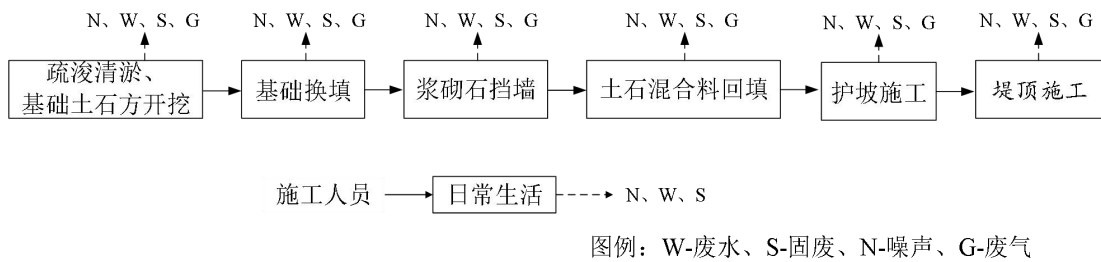 N、W、S、G
N、W、S、G
N、W、S、G
N、W、S、G
N、W、S、G
N、W、S、G
疏浚清淤、
基础土石方开挖
基础换填
浆砌石挡墙
土石混合料回填
护坡施工
堤顶施工
施工人员
日常生活
N、W、S
图例：W-废水、S-固废、N-噪声、G-废气